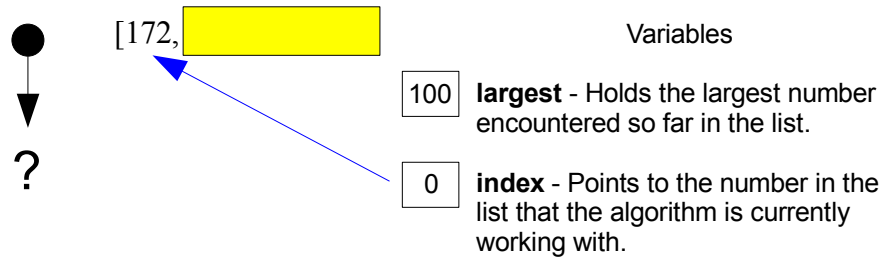 [172,
?
Variables
100
largest - Holds the largest number
encountered so far in the list.
0
index - Points to the number in the
list that the algorithm is currently
working with.